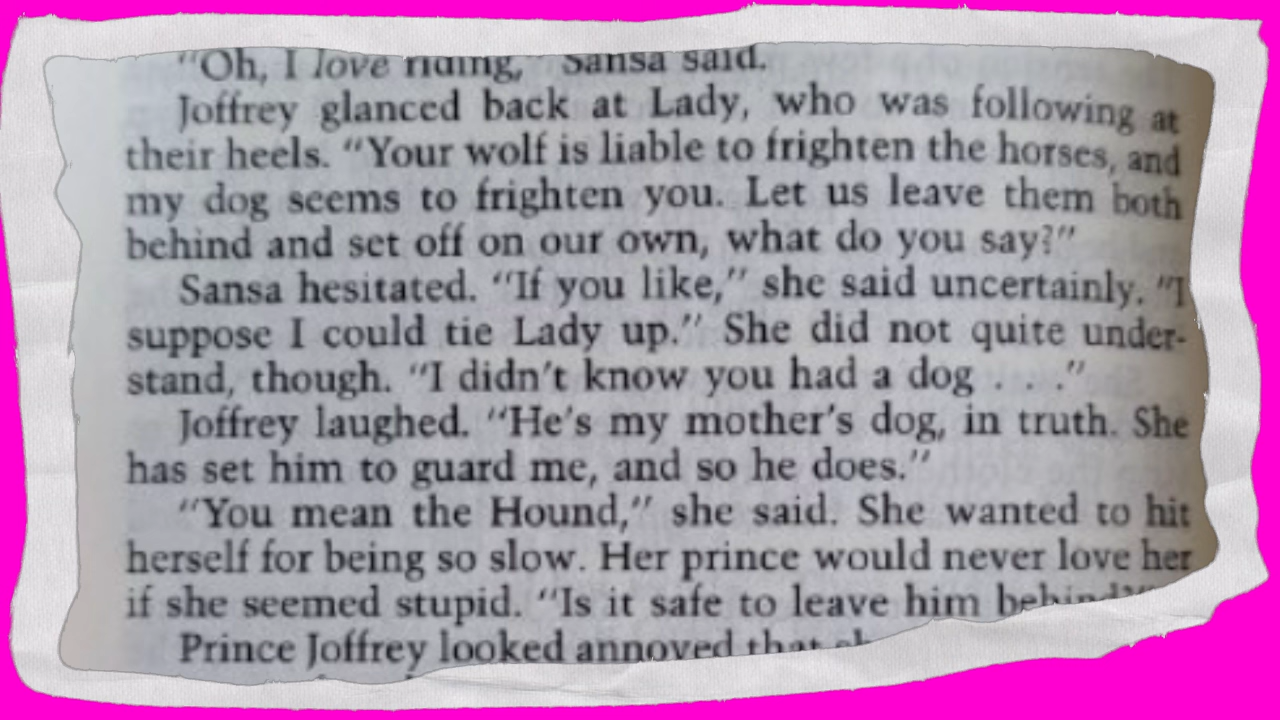 "Oh, I love riding," Sansa said.
Joffrey glanced back at Lady, who was following at
their heels. "Your wolf is liable to frighten the horses, and
my dog seems to frighten you. Let us leave them both
behind and set off on our own, what do you say?"
Sansa hesitated. "If you like," she said uncertainly. "I
suppose I could tie Lady up." She did not quite under-
stand, though. "I didn't know you had a dog . . ."
Joffrey laughed. "He's my mother's dog, in truth. She
has set him to guard me, and so he does."
"You mean the Hound," she said. She wanted to hit
herself for being so slow. Her prince would never love her
if she seemed stupid. "Is it safe to leave him behind?"
Prince Joffrey looked annoyed that